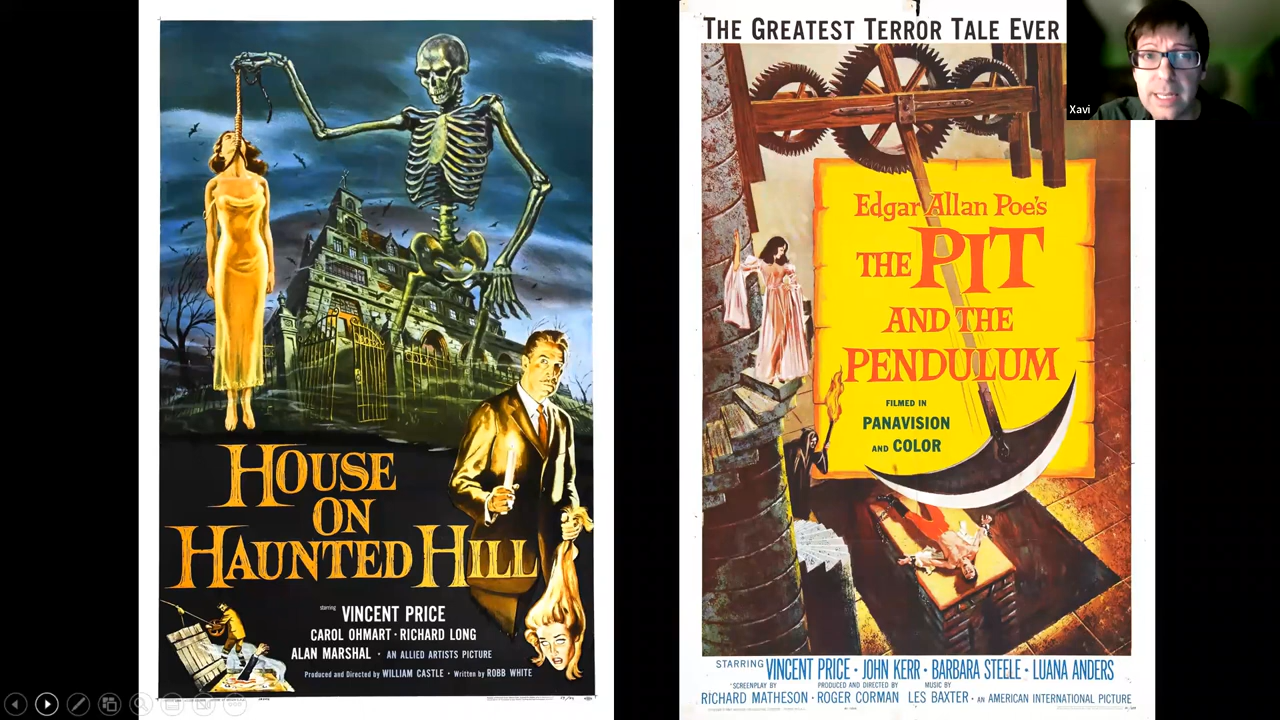 HOUSE
ON
HAUNTED HILL
starring VINCENT PRICE
CAROL OHMART · RICHARD LONG
ALAN MARSHAL · AN ALLIED ARTISTS PICTURE
Produced and Directed by WILLIAM CASTLE · Written by ROBB WHITE
THE GREATEST TERROR TALE EVER
Edgar Allan Poe's
THE PIT
AND THE
PENDULUM
FILMED IN
PANAVISION
AND COLOR
STARRING VINCENT PRICE · JOHN KERR · BARBARA STEELE · LUANA ANDERS
SCREENPLAY BY PRODUCED AND DIRECTED BY MUSIC BY
RICHARD MATHESON · ROGER CORMAN LES BAXTER · AN AMERICAN INTERNATIONAL PICTURE
Xavi